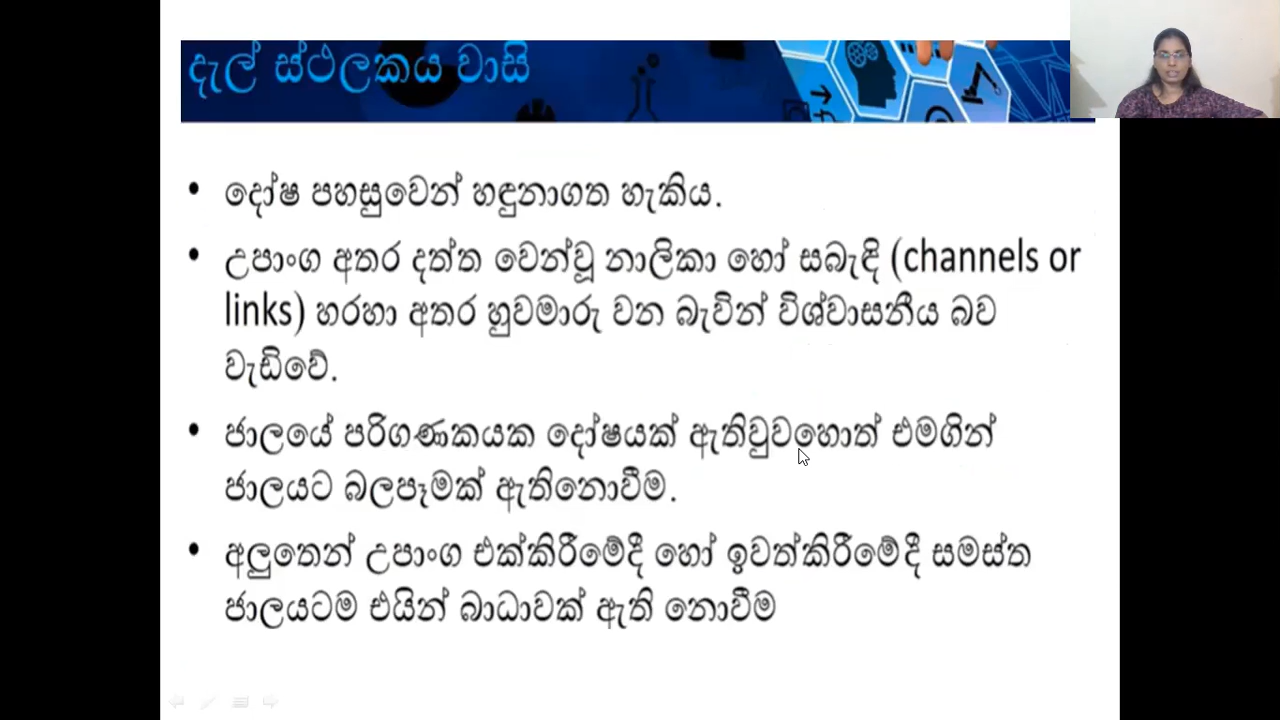 දැල් ස්ථලකය වාසි
• දෝෂ පහසුවෙන් හඳුනාගත හැකිය.
• උපාංග අතර දත්ත වෙන්වූ නාලිකා හෝ සබැඳි (channels or
links) හරහා අතර හුවමාරු වන බැවින් විශ්වාසනීය බව
වැඩිවේ.
• ජාලයේ පරිගණකයක දෝෂයක් ඇතිවුවහොත් එමගින්
ජාලයට බලපෑමක් ඇතිනොවීම.
• අලුතෙන් උපාංග එක්කිරීමේදී හෝ ඉවත්කිරීමේදී සමස්ත
ජාලයටම එයින් බාධාවක් ඇති නොවීම